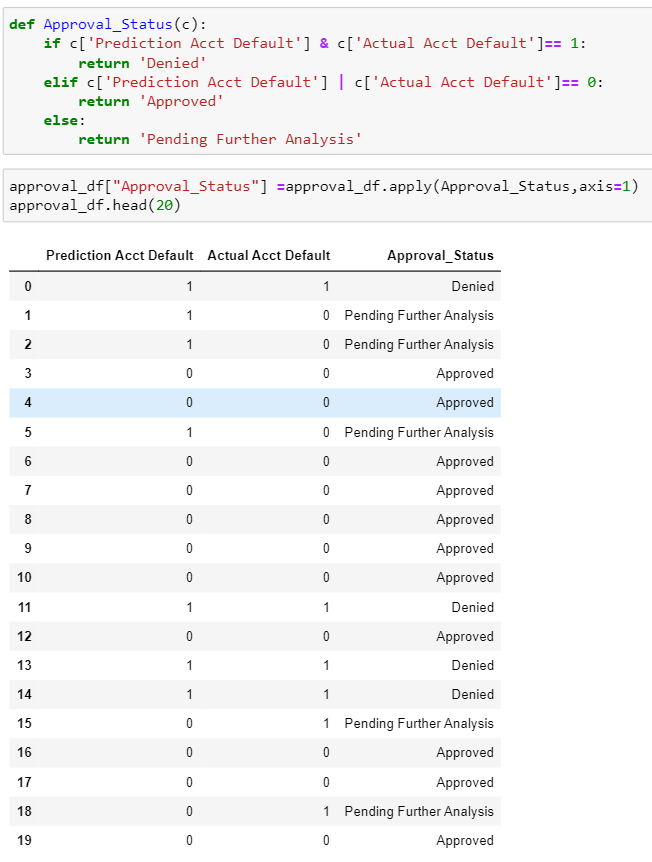 def Approval_Status(c):
    if c['Prediction Acct Default'] & c['Actual Acct Default']== 1:
        return 'Denied'
    elif c['Prediction Acct Default'] | c['Actual Acct Default']== 0:
        return 'Approved'
    else:
        return 'Pending Further Analysis'
approval_df["Approval_Status"] =approval_df.apply(Approval_Status,axis=1)
approval_df.head(20)
Prediction Acct Default Actual Acct Default Approval_Status
0 1 1 Denied
1 1 0 Pending Further Analysis
2 1 0 Pending Further Analysis
3 0 0 Approved
4 0 0 Approved
5 1 0 Pending Further Analysis
6 0 0 Approved
7 0 0 Approved
8 0 0 Approved
9 0 0 Approved
10 0 0 Approved
11 1 1 Denied
12 0 0 Approved
13 1 1 Denied
14 1 1 Denied
15 0 1 Pending Further Analysis
16 0 0 Approved
17 0 0 Approved
18 0 1 Pending Further Analysis
19 0 0 Approved